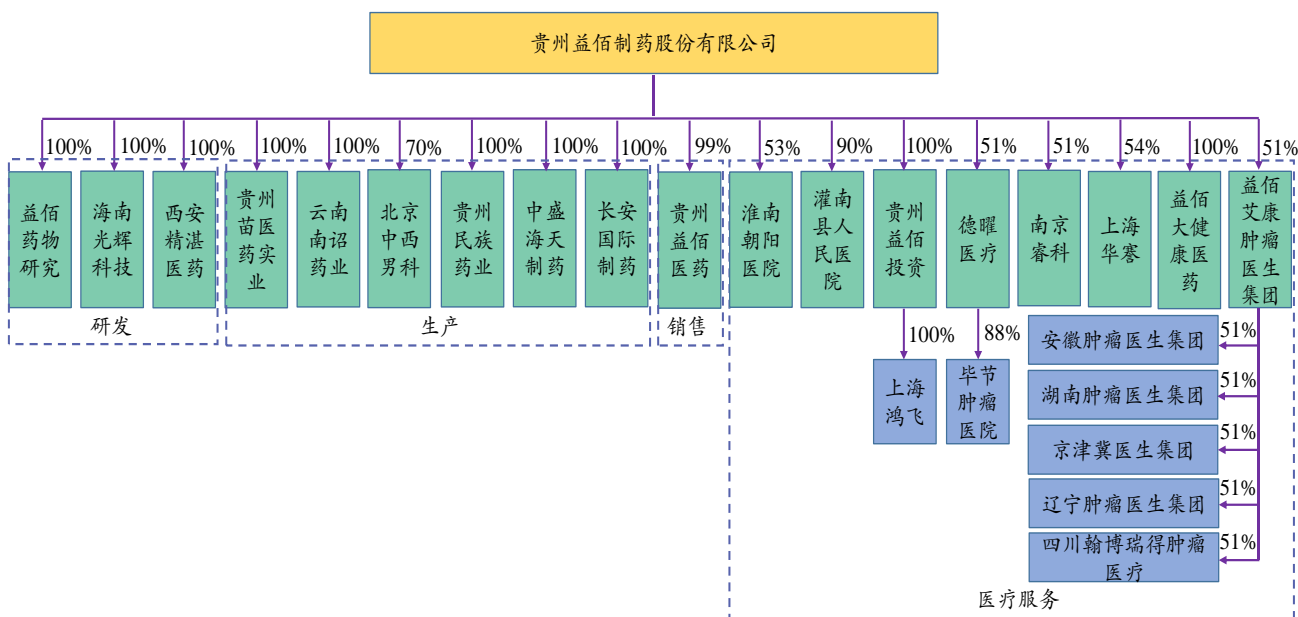 贵州益佰制药股份有限公司
100%
100%
100%
100%
100%
70%
100%
100%
100%
99%
53%
90%
100%
51%
51%
54%
100%
51%
益佰
药物
研究
海南
光辉
科技
西安
精湛
医药
贵州
苗医
药实
业
云南
南诏
药业
北京
中西
男科
贵州
民族
药业
中盛
海天
制药
长安
国际
制药
贵州
益佰
医药
淮南
朝阳
医院
灌南
县人
民医
院
贵州
益佰
投资
德曜
医疗
南京
睿科
上海
华謇
益佰
大健
康医
药
益佰
艾康
肿瘤
医生
集团
研发
生产
销售
100%
上海
鸿飞
88%
毕节
肿瘤
医院
51%
安徽肿瘤医生集团
51%
湖南肿瘤医生集团
51%
京津冀医生集团
51%
辽宁肿瘤医生集团
51%
四川翰博瑞得肿瘤
医疗
医疗服务